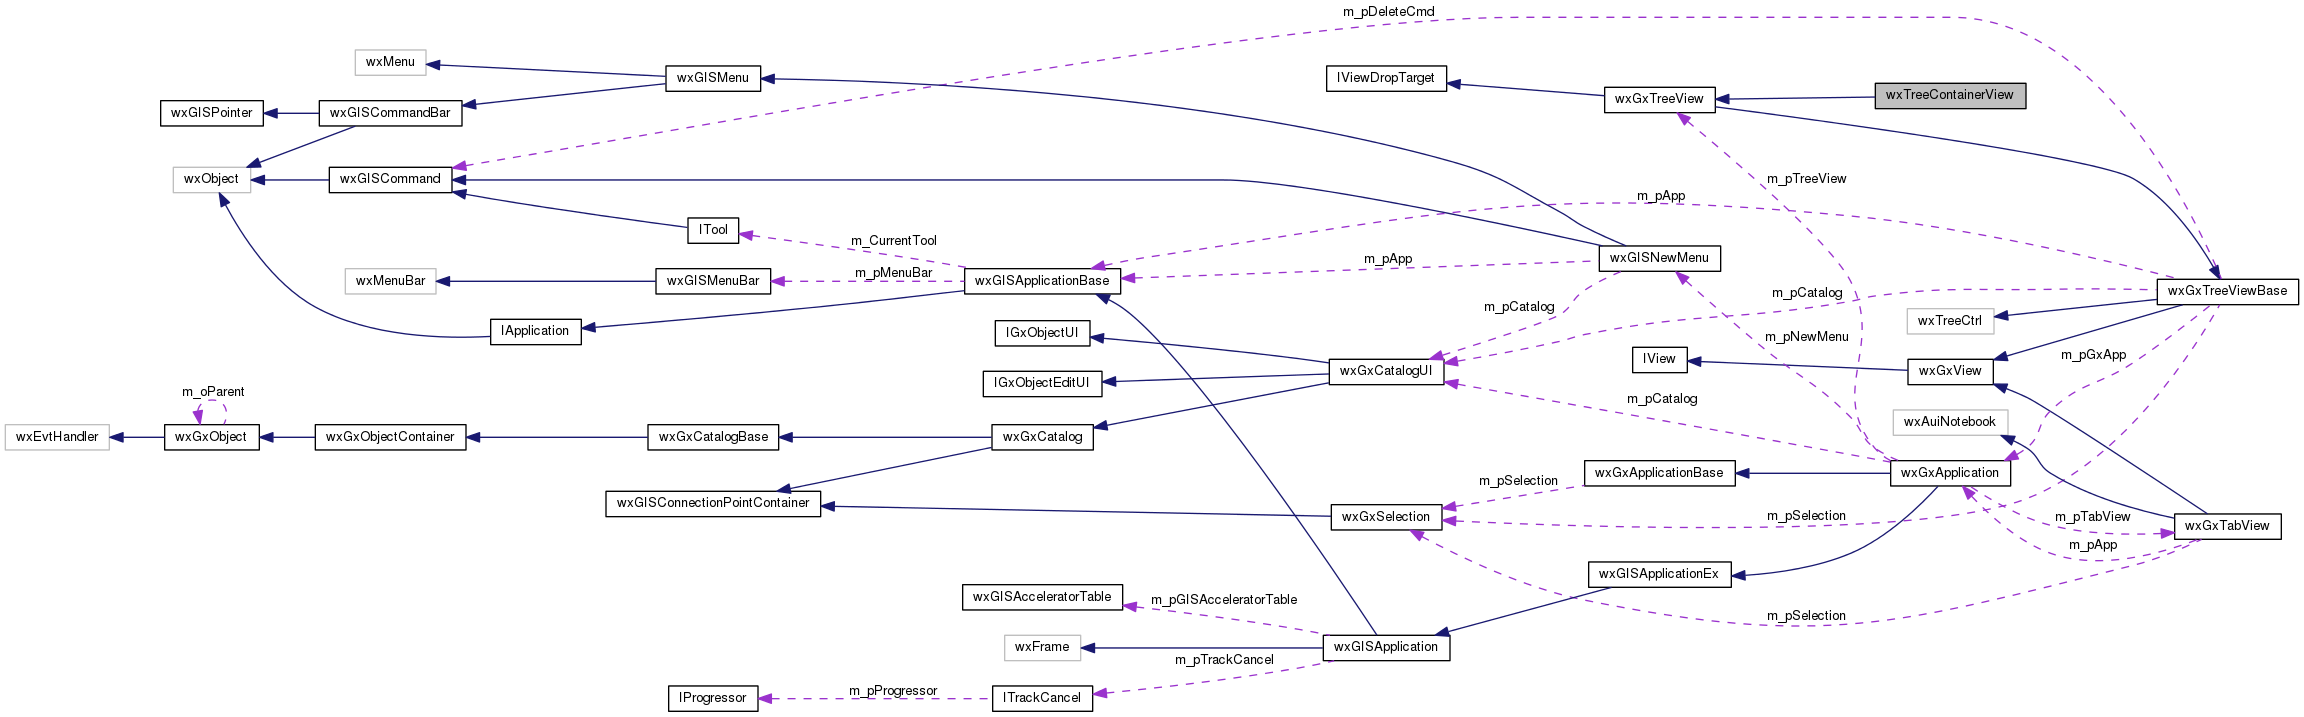 m_pDeleteCmd
wxMenu
wxGISMenu
IViewDropTarget
wxGxTreeView
wxTreeContainerView
wxGISPointer
wxGISCommandBar
wxObject
wxGISCommand
m_pTreeView
m_pApp
ITool
m_CurrentTool
wxGISNewMenu
m_pApp
wxMenuBar
wxGISMenuBar
m_pMenuBar
wxGISApplicationBase
m_pCatalog
wxGxTreeViewBase
m_pCatalog
IApplication
IGxObjectUI
wxTreeCtrl
m_pNewMenu
m_pGxApp
IView
wxGxView
wxGxCatalogUI
IGxObjectEditUI
m_oParent
m_pCatalog
wxAuiNotebook
wxEvtHandler
wxGxObject
wxGxObjectContainer
wxGxCatalogBase
wxGxCatalog
wxGxApplicationBase
wxGxApplication
m_pSelection
wxGISConnectionPointContainer
wxGxSelection
m_pSelection
m_pTabView
wxGxTabView
m_pApp
wxGISApplicationEx
wxGISAcceleratorTable
m_pGISAcceleratorTable
m_pSelection
wxFrame
wxGISApplication
m_pTrackCancel
IProgressor
m_pProgressor
ITrackCancel